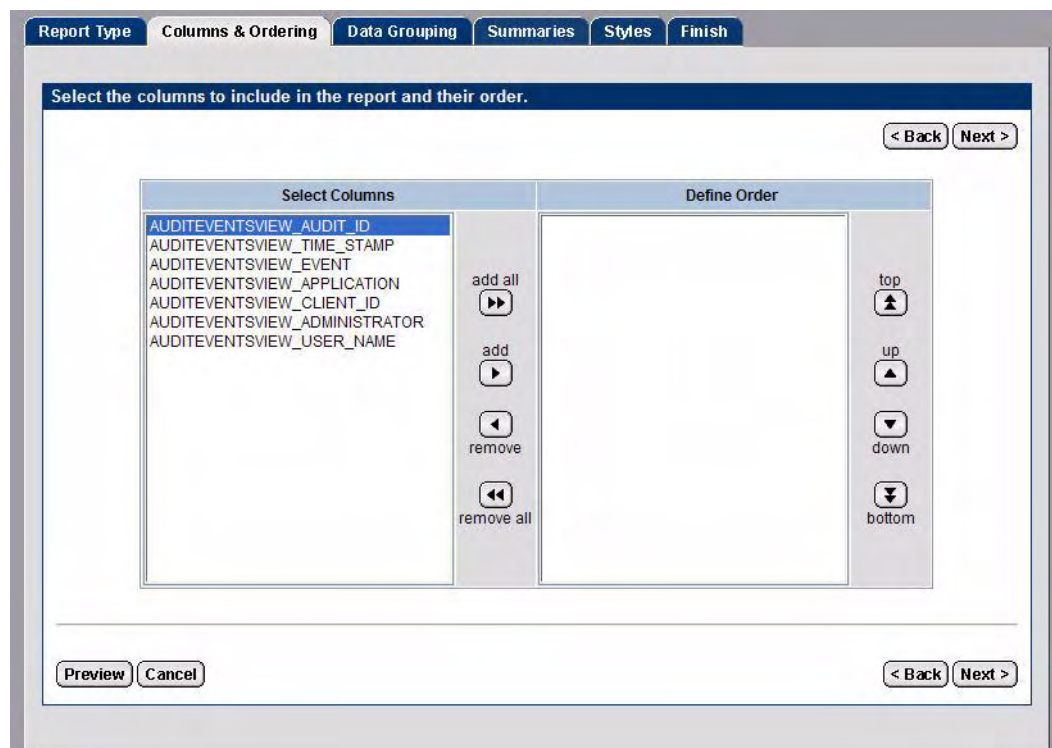 Report Type Columns & Ordering Data Grouping Summaries Styles Finish
Select the columns to include in the report and their order.
< Back Next >
Select Columns Define Order
AUDITEVENTSVIEW_AUDIT_ID
AUDITEVENTSVIEW_TIME_STAMP
AUDITEVENTSVIEW_EVENT
AUDITEVENTSVIEW_APPLICATION
AUDITEVENTSVIEW_CLIENT_ID
AUDITEVENTSVIEW_ADMINISTRATOR
AUDITEVENTSVIEW_USER_NAME
add all
add
remove
remove all
top
up
down
bottom
Preview Cancel < Back Next >